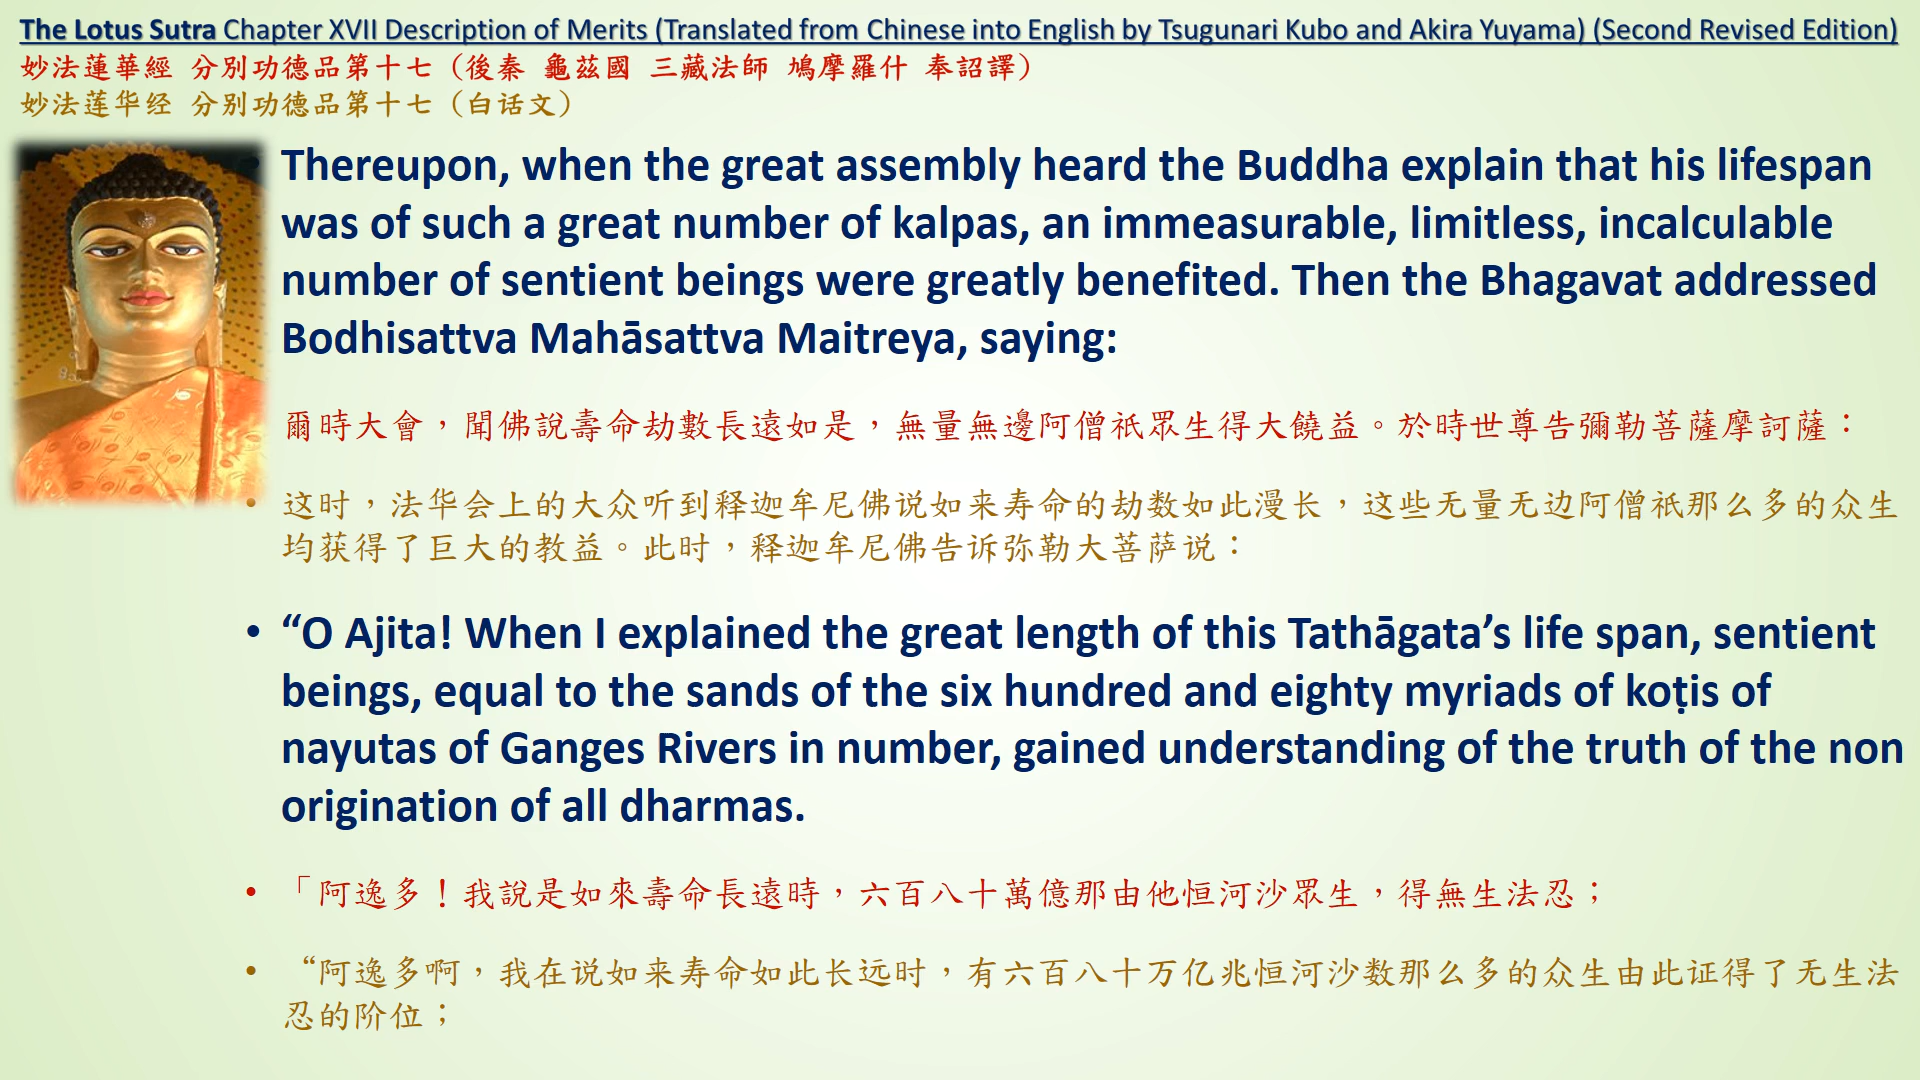 The Lotus Sutra Chapter XVII Description of Merits (Translated from Chinese into English by Tsugunari Kubo and Akira Yuyama) (Second Revised Edition)
妙法蓮華經 分別功德品第十七（後秦 龜茲國 三藏法師 鳩摩羅什 奉詔譯）
妙法莲华经 分别功德品第十七（白话文）
Thereupon, when the great assembly heard the Buddha explain that his lifespan
was of such a great number of kalpas, an immeasurable, limitless, incalculable
number of sentient beings were greatly benefited. Then the Bhagavat addressed
Bodhisattva Mahāsattva Maitreya, saying:
爾時大會，聞佛說壽命劫數長遠如是，無量無邊阿僧祇眾生得大饒益。於時世尊告彌勒菩薩摩訶薩：
• 这时，法华会上的大众听到释迦牟尼佛说如来寿命的劫数如此漫长，这些无量无边阿僧祇那么多的众生
均获得了巨大的教益。此时，释迦牟尼佛告诉弥勒大菩萨说：
• “O Ajita! When I explained the great length of this Tathāgata’s life span, sentient
beings, equal to the sands of the six hundred and eighty myriads of koṭis of
nayutas of Ganges Rivers in number, gained understanding of the truth of the non
origination of all dharmas.
• 「阿逸多！我說是如來壽命長遠時，六百八十萬億那由他恒河沙眾生，得無生法忍；
• “阿逸多啊，我在说如来寿命如此长远时，有六百八十万亿兆恒河沙数那么多的众生由此证得了无生法
忍的阶位；